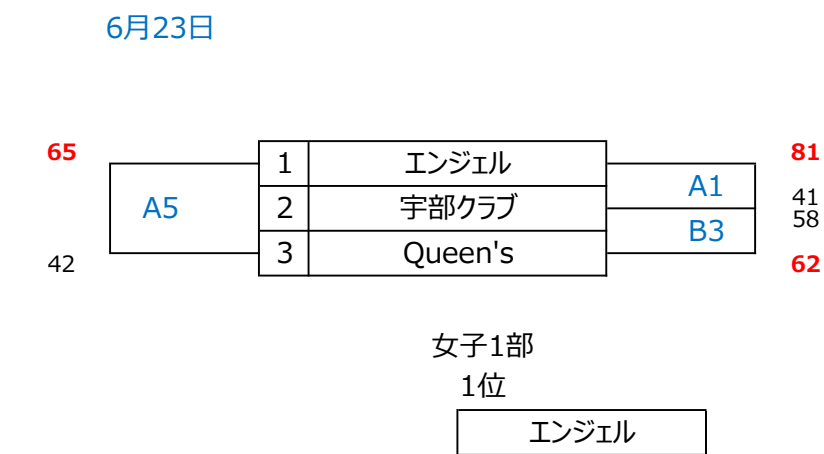 6月23日
65
81
1 エンジェル
A1
A5
2 宇部クラブ
41
58
B3
3 Queen's
42
62
女子1部
1位
エンジェル